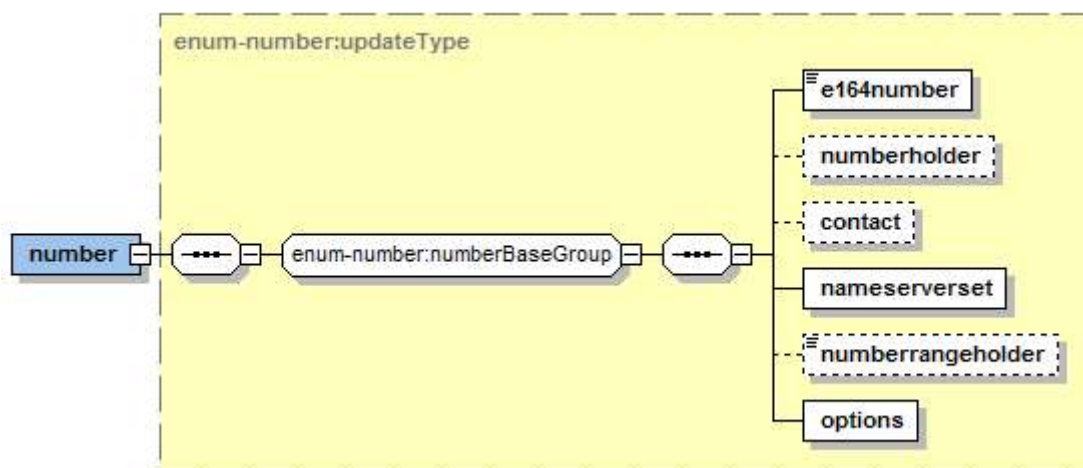 enum-number:updateType
e164number
numberholder
contact
number
enum-number:numberBaseGroup
nameserverset
numberrangeholder
options